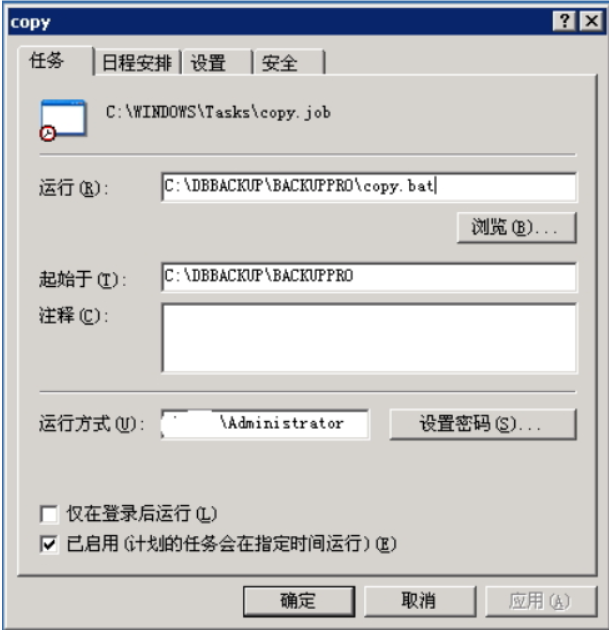 copy
任务 日程安排 设置 安全
C:\WINDOWS\Tasks\copy.job
运行(R): C:\DBBACKUP\BACKUPPRO\copy.bat
浏览(B)...
起始于(T): C:\DBBACKUP\BACKUPPRO
注释(C):
运行方式(U): \Administrator 设置密码(S)...
仅在登录后运行(L)
已启用(计划的任务会在指定时间运行)(E)
确定 取消 应用(A)